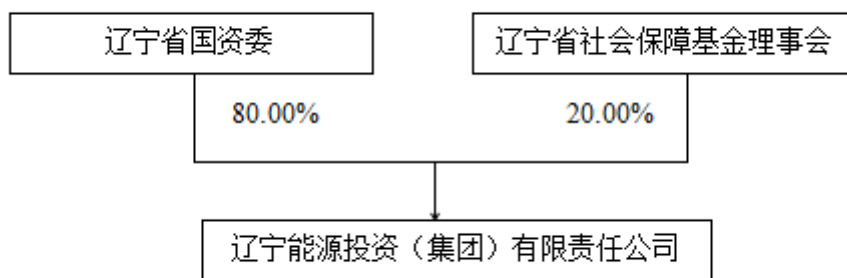 辽宁省国资委
辽宁省社会保障基金理事会
80.00%
20.00%
辽宁能源投资（集团）有限责任公司